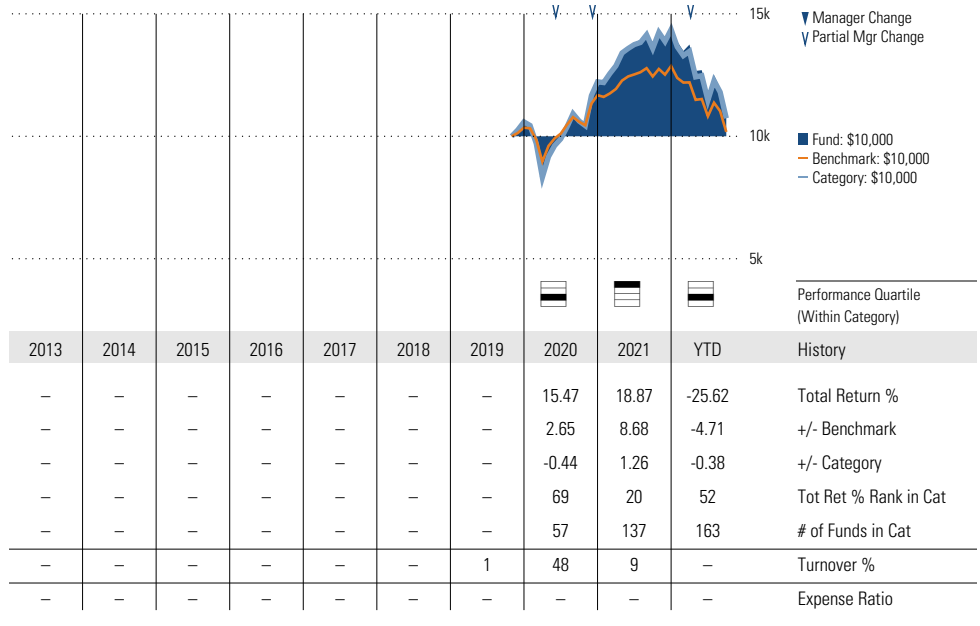 15k
▼ Manager Change
∨ Partial Mgr Change
10k
Fund: $10,000
Benchmark: $10,000
Category: $10,000
5k
Performance Quartile
(Within Category)
2013 2014 2015 2016 2017 2018 2019 2020 2021 YTD History
– – – – – – – 15.47 18.87 -25.62 Total Return %
– – – – – – – 2.65 8.68 -4.71 +/- Benchmark
– – – – – – – -0.44 1.26 -0.38 +/- Category
– – – – – – – 69 20 52 Tot Ret % Rank in Cat
– – – – – – – 57 137 163 # of Funds in Cat
– – – – – – 1 48 9 – Turnover %
– – – – – – – – – – Expense Ratio